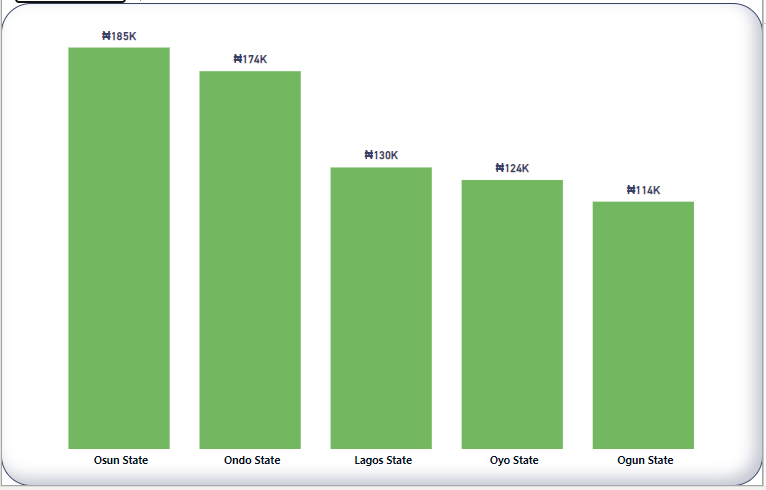 ₦185K
₦174K
₦130K
₦124K
₦114K
Osun State
Ondo State
Lagos State
Oyo State
Ogun State